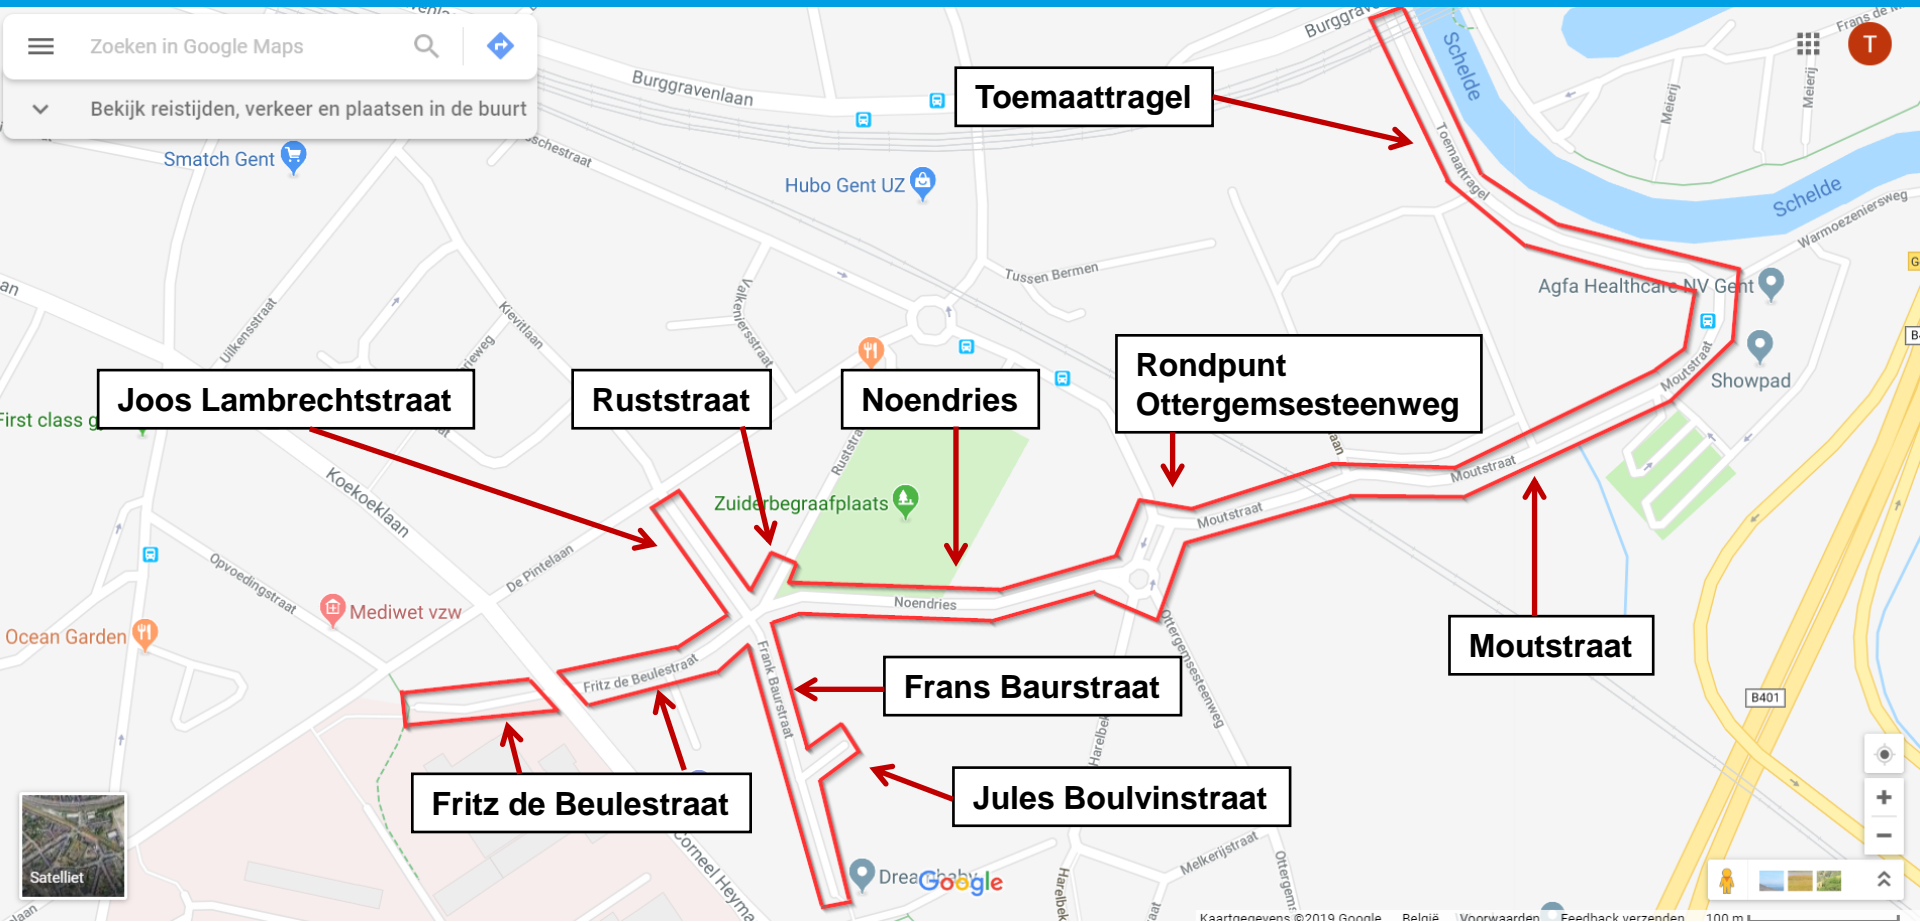 Zoeken in Google Maps
Bekijk reistijden, verkeer en plaatsen in de buurt
T
Burggravenlaan
Toemaattragel
Schelde
Meierij
Meierij
Smatch Gent
Hubo Gent UZ
Toemaattragel
Schelde
Warmoezeniersweg
Tussen Bermen
Valkeniersstraat
Agfa Healthcare NV Gent
Uilkensstraat
Kievitlaan
Rondpunt
Ottergemsesteenweg
Joos Lambrechtstraat
Ruststraat
Noendries
Moutstraat
Showpad
Koekoeklaan
Zuiderbegraafplaats
Moutstraat
Moutstraat
De Pintelaan
Opvoedingstraat
Mediwet vzw
Noendries
Ocean Garden
Fritz de Beulestraat
Frank Baurstraat
Ottergemsesteenweg
Moutstraat
Frans Baurstraat
B401
Fritz de Beulestraat
Jules Boulvinstraat
Satelliet
Melkerijstraat
Google
Kaartgegevens ©2019 Google België Voorwaarden Feedback verzenden 100 m